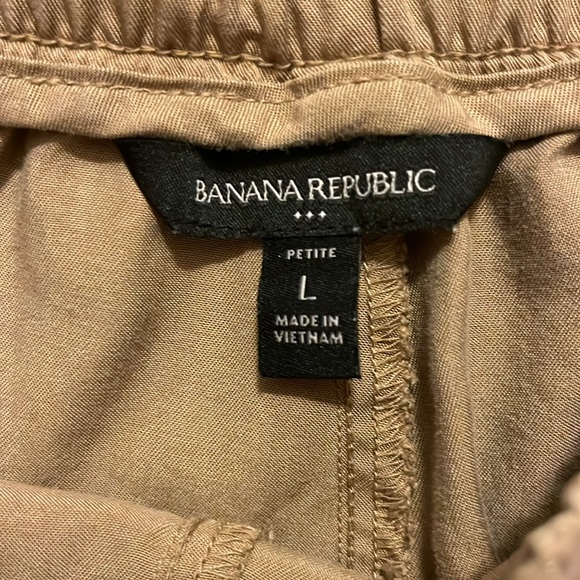 BANANA REPUBLIC
PETITE
L
MADE IN
VIETNAM